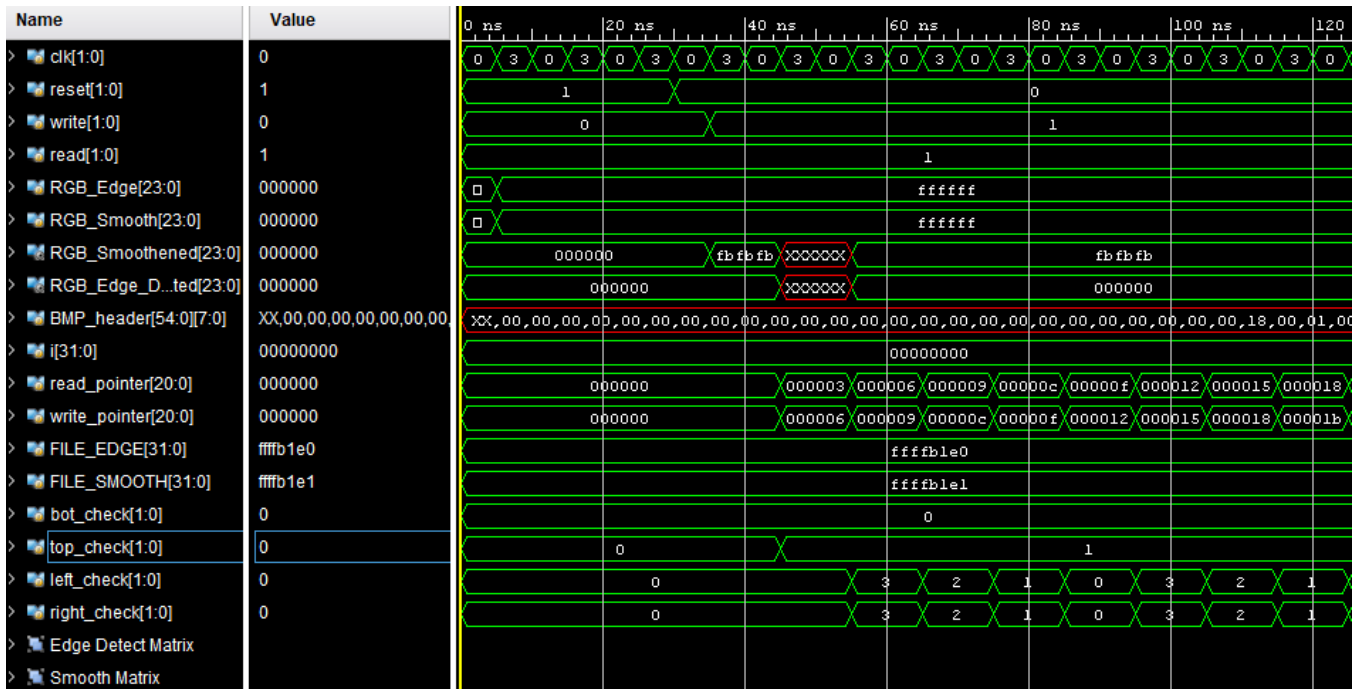 Name Value 0 ns 20 ns 40 ns 60 ns 80 ns 100 ns 120
clk[1:0] 0 0 3 0 3 0 3 0 3 0 3 0 3 0 3 0 3 0 3 0 3 0 3 0 3 0
reset[1:0] 1 1 0
write[1:0] 0 0 1
read[1:0] 1 1
RGB_Edge[23:0] 000000 ffffff
RGB_Smooth[23:0] 000000 ffffff
RGB_Smoothened[23:0] 000000 000000 fbfbfb XXXXXX fbfbfb
RGB_Edge_D...ted[23:0] 000000 000000 XXXXXX 000000
BMP_header[54:0][7:0] XX,00,00,00,00,00,00, XX,00,00,00,00,00,00,00,00,00,00,00,00,00,00,00,00,00,00,00,00,00,00,00,00,00,18,00,01,00
i[31:0] 00000000 00000000
read_pointer[20:0] 000000 000000 000003 000006 000009 00000c 00000f 000012 000015 000018
write_pointer[20:0] 000000 000000 000006 000009 00000c 00000f 000012 000015 000018 00001b
FILE_EDGE[31:0] ffffb1e0 ffffb1e0
FILE_SMOOTH[31:0] ffffb1e1 ffffb1e1
bot_check[1:0] 0 0
top_check[1:0] 0 0 1
left_check[1:0] 0 0 3 2 1 0 3 2 1
right_check[1:0] 0 0 3 2 1 0 3 2 1
Edge Detect Matrix
Smooth Matrix